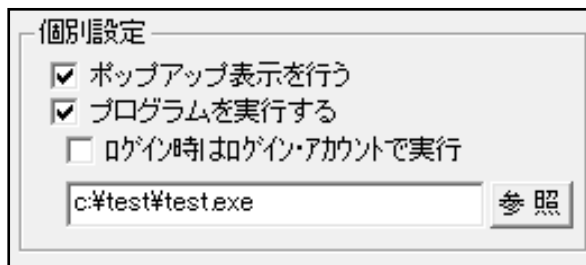 個別設定
ポップアップ表示を行う
プログラムを実行する
ログイン時はログイン・アカウントで実行
c:¥test¥test.exe
参照